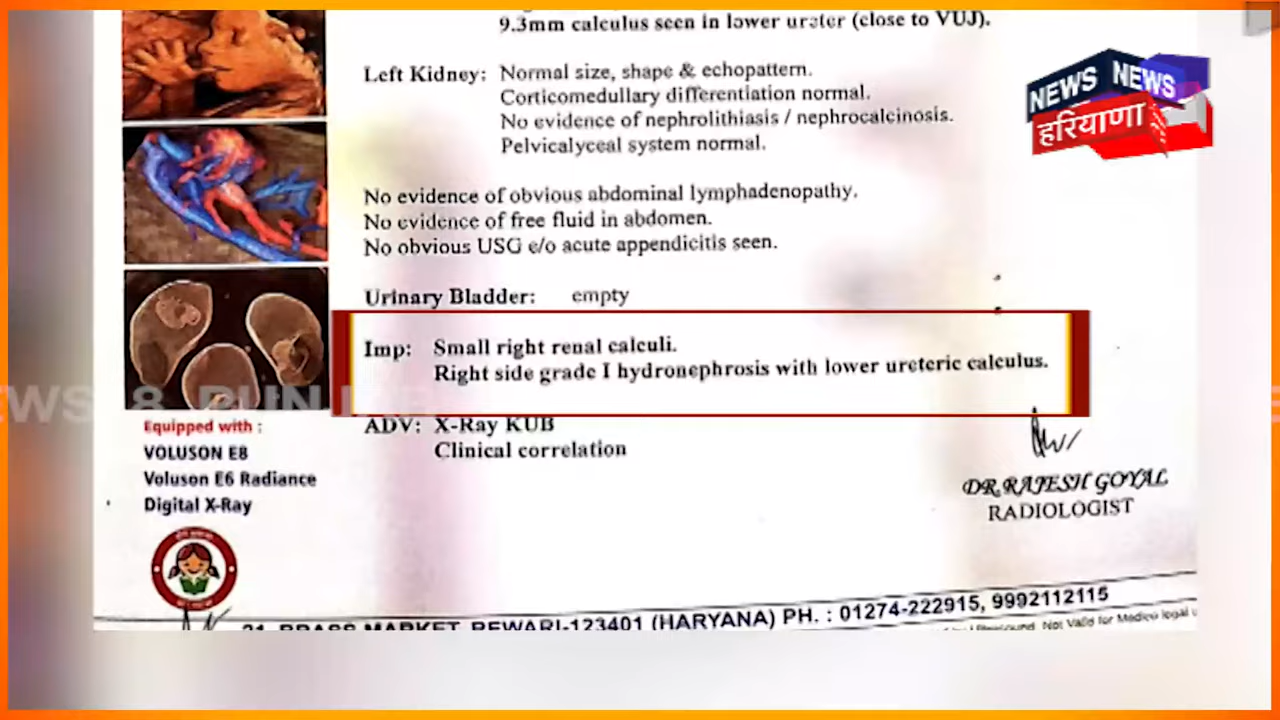 9.3mm calculus seen in lower ureter (close to VUJ).
NEWS NEWS
हरियाणा
Left Kidney: Normal size, shape & echopattern.
Corticomedullary differentiation normal.
No evidence of nephrolithiasis / nephrocalcinosis.
Pelvicalyceal system normal.
No evidence of obvious abdominal lymphadenopathy.
No evidence of free fluid in abdomen.
No obvious USG e/o acute appendicitis seen.
Urinary Bladder: empty
Imp: Small right renal calculi.
Right side grade I hydronephrosis with lower ureteric calculus.
ADV: X-Ray KUB
Clinical correlation
Equipped with :
VOLUSON E8
Voluson E6 Radiance
Digital X-Ray
DR. RAJESH GOYAL
RADIOLOGIST
BRASS MARKET, REWARI-123401 (HARYANA) PH. : 01274-222915, 9992112115
Not Valid for Medico legal